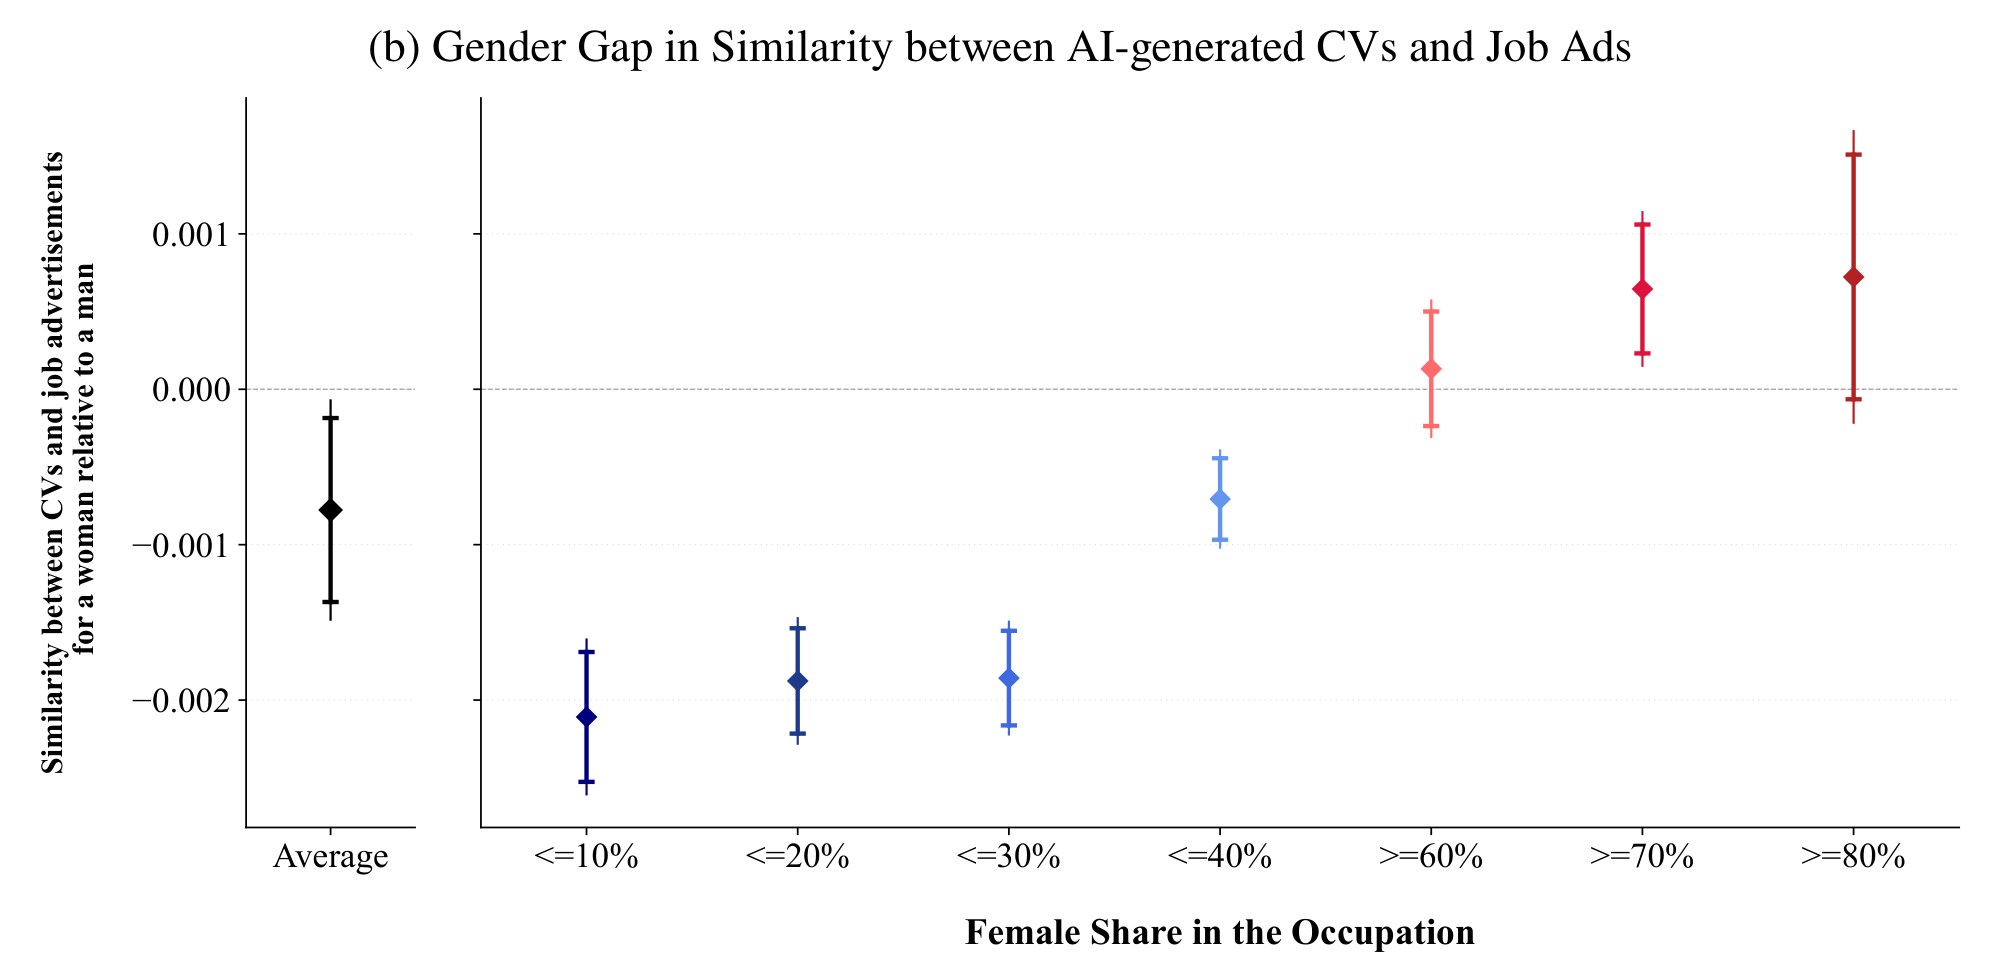 (b) Gender Gap in Similarity between AI-generated CVs and Job Ads
Similarity between CVs and job advertisements
for a woman relative to a man
0.001
0.000
−0.001
−0.002
Average
<=10%
<=20%
<=30%
<=40%
>=60%
>=70%
>=80%
Female Share in the Occupation